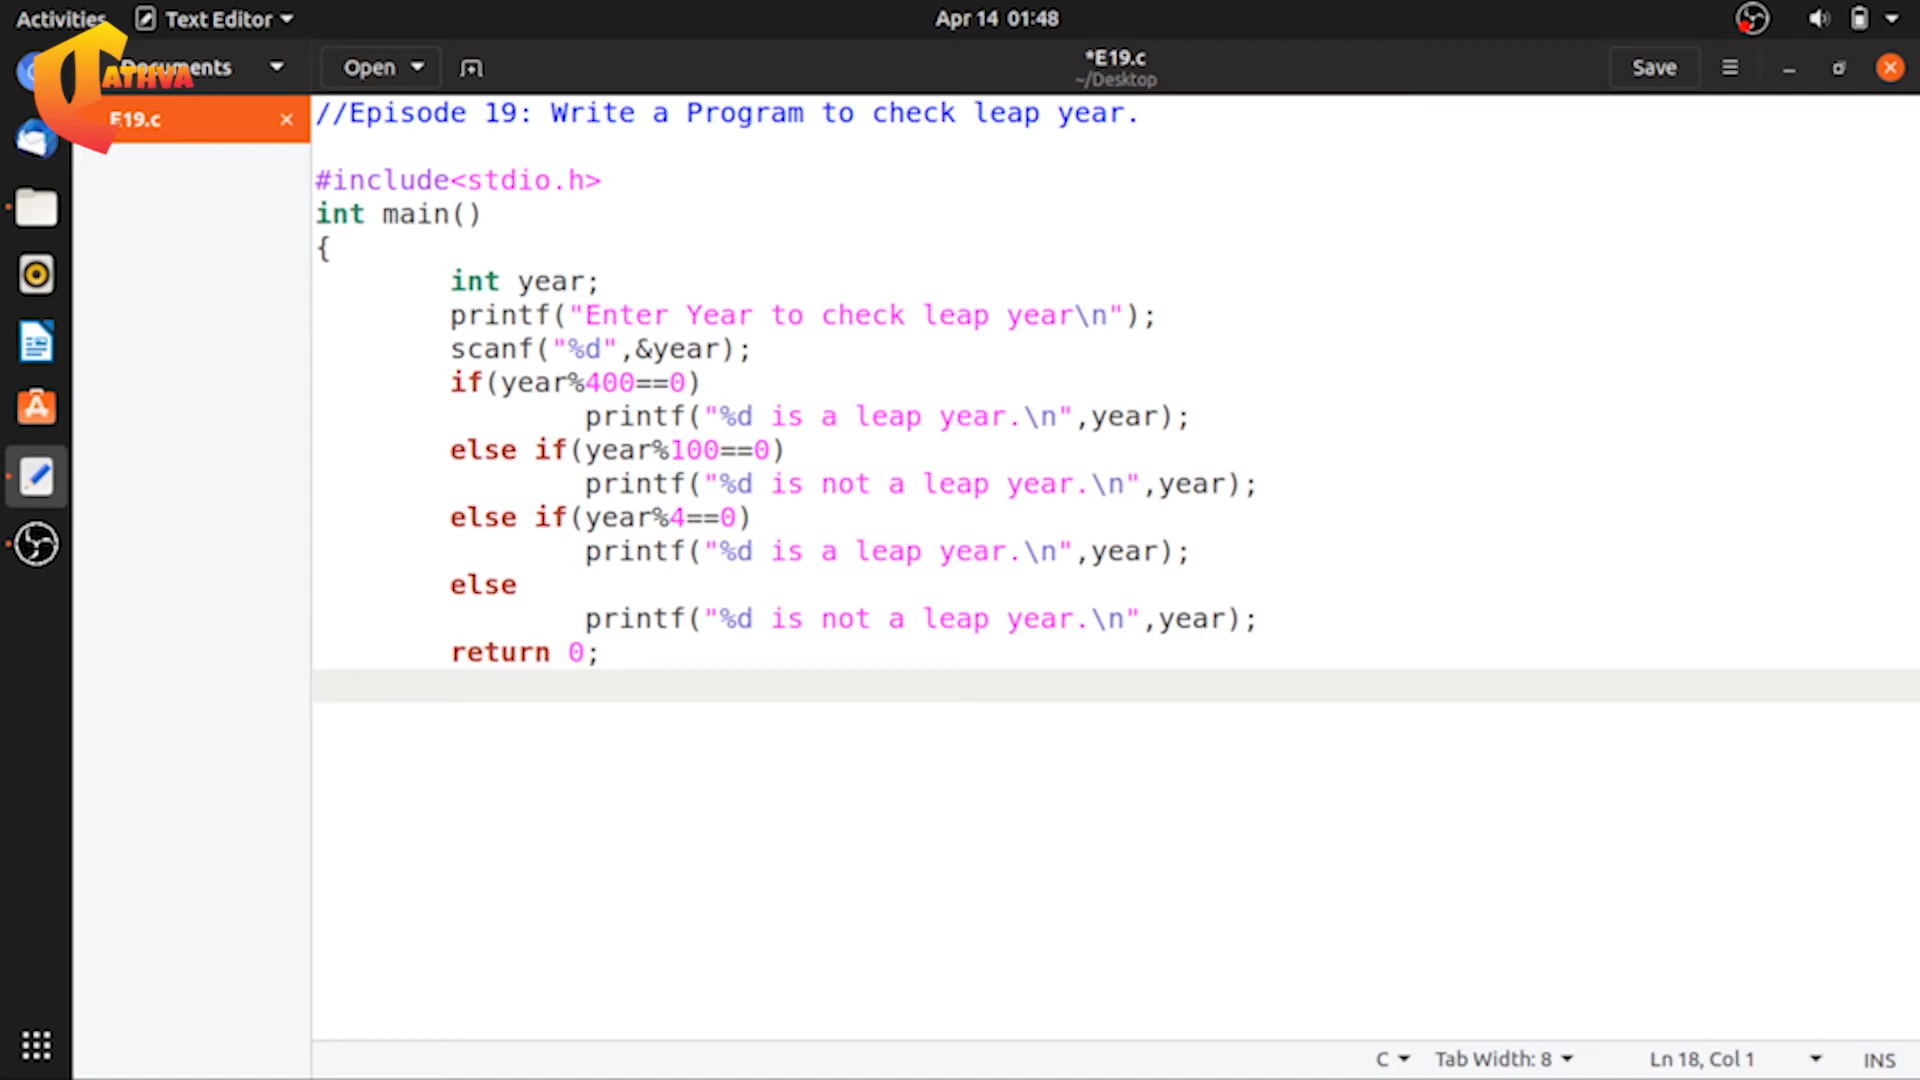 Activities Text Editor Apr 14 01:48
TATHVA
Documents Open *E19.c Save
~/Desktop
E19.c
//Episode 19: Write a Program to check leap year.
#include<stdio.h>
int main()
{
int year;
printf("Enter Year to check leap year\n");
scanf("%d",&year);
if(year%400==0)
printf("%d is a leap year.\n",year);
else if(year%100==0)
printf("%d is not a leap year.\n",year);
else if(year%4==0)
printf("%d is a leap year.\n",year);
else
printf("%d is not a leap year.\n",year);
return 0;
C Tab Width: 8 Ln 18, Col 1 INS